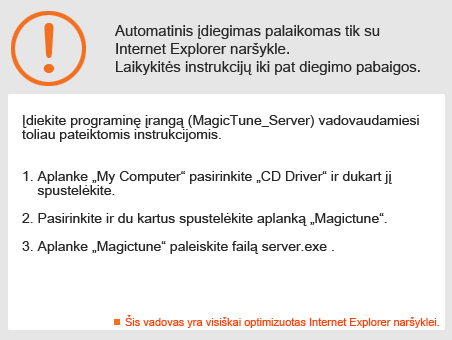 Automatinis įdiegimas palaikomas tik su
Internet Explorer naršykle.
Laikykitės instrukcijų iki pat diegimo pabaigos.
Įdiekite programinę įrangą (MagicTune_Server) vadovaudamiesi
toliau pateiktomis instrukcijomis.
1. Aplanke „My Computer“ pasirinkite „CD Driver“ ir dukart jį
spustelėkite.
2. Pasirinkite ir du kartus spustelėkite aplanką „Magictune“.
3. Aplanke „Magictune“ paleiskite failą server.exe .
Šis vadovas yra visiškai optimizuotas Internet Explorer naršyklei.